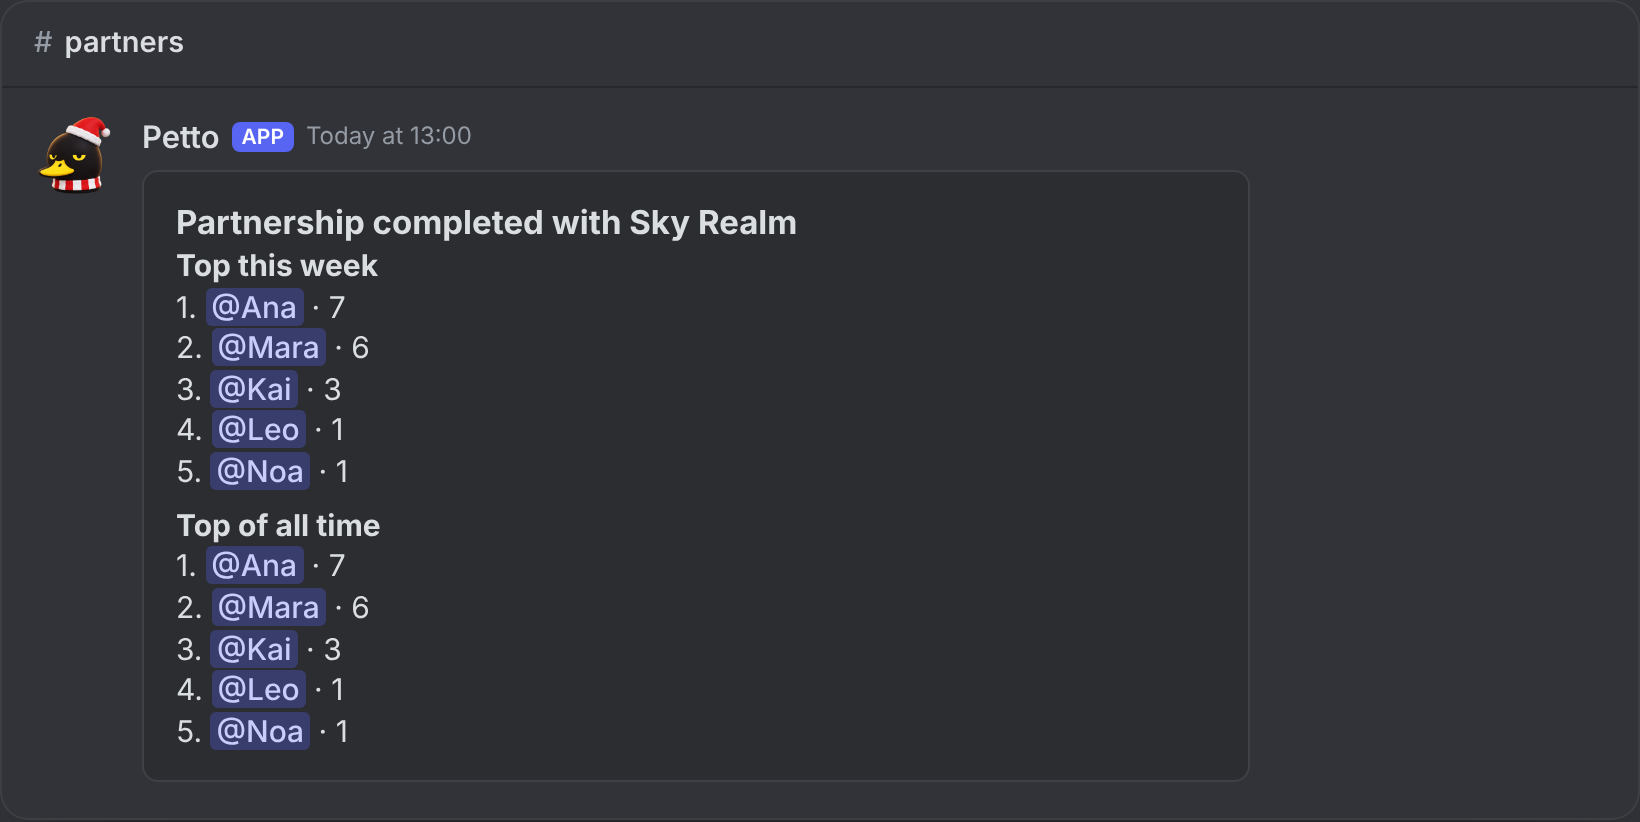 # partners
Petto APP Today at 13:00
Partnership completed with Sky Realm
Top this week
1. @Ana · 7
2. @Mara · 6
3. @Kai · 3
4. @Leo · 1
5. @Noa · 1
Top of all time
1. @Ana · 7
2. @Mara · 6
3. @Kai · 3
4. @Leo · 1
5. @Noa · 1